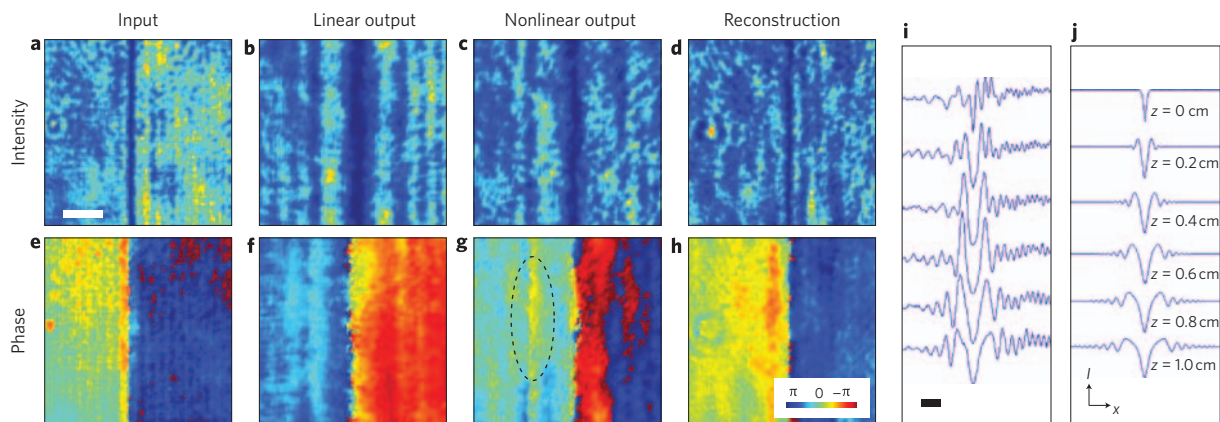 Input
Linear output
Nonlinear output
Reconstruction
Intensity
a
b
c
d
Phase
e
f
g
h
π 0 −π
i
j
z = 0 cm
z = 0.2 cm
z = 0.4 cm
z = 0.6 cm
z = 0.8 cm
z = 1.0 cm
I
x